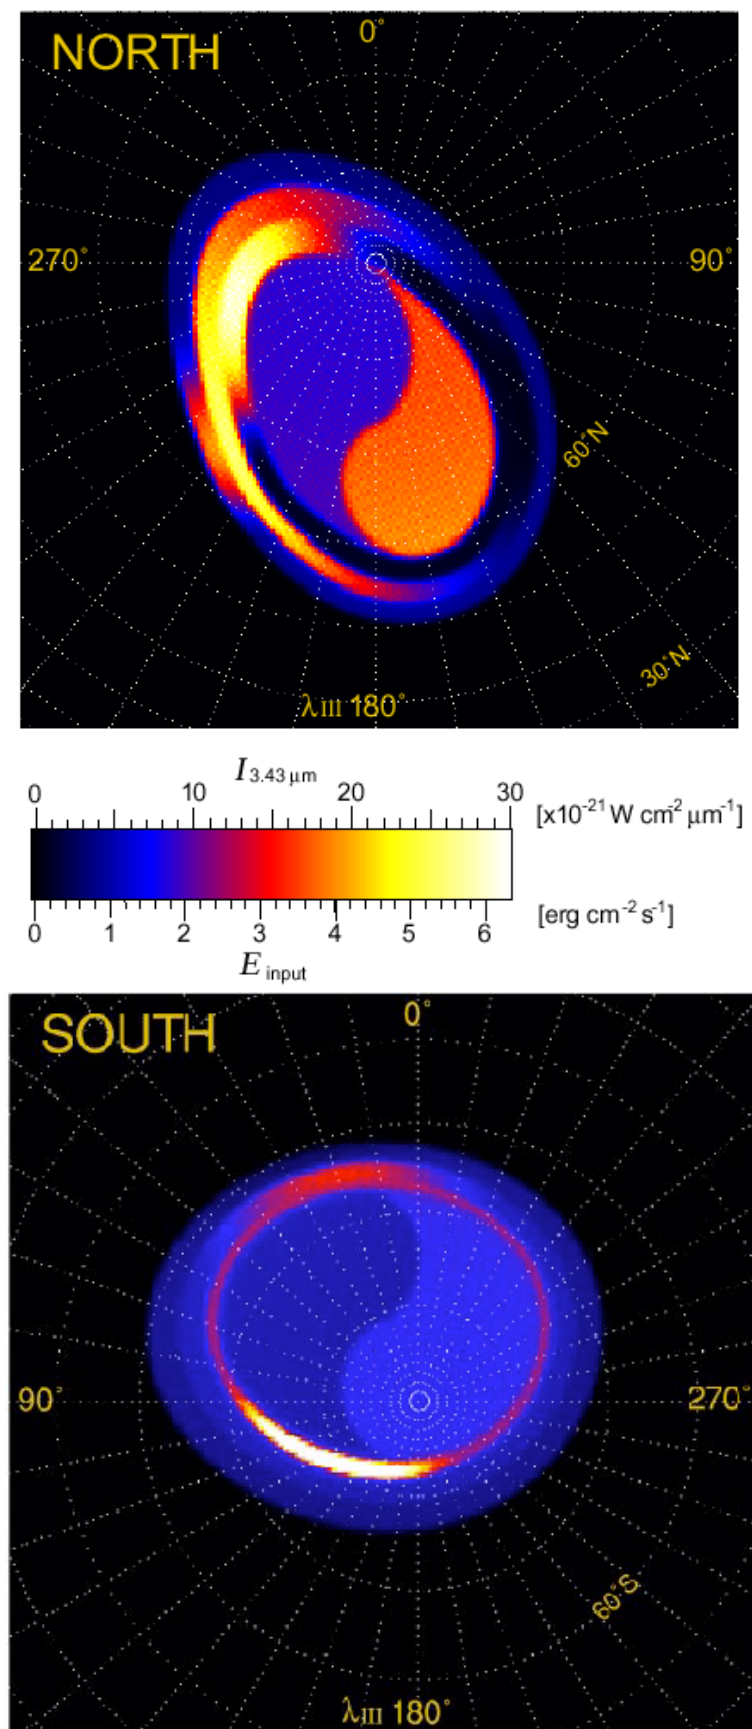 NORTH
0°
270°
90°
60°N
30°N
λIII 180°
I 3.43 μm
0 10 20 30
[x10-21 W cm-2 μm-1]
[erg cm-2 s-1]
0 1 2 3 4 5 6
E input
SOUTH
0°
90°
270°
60°S
λIII 180°